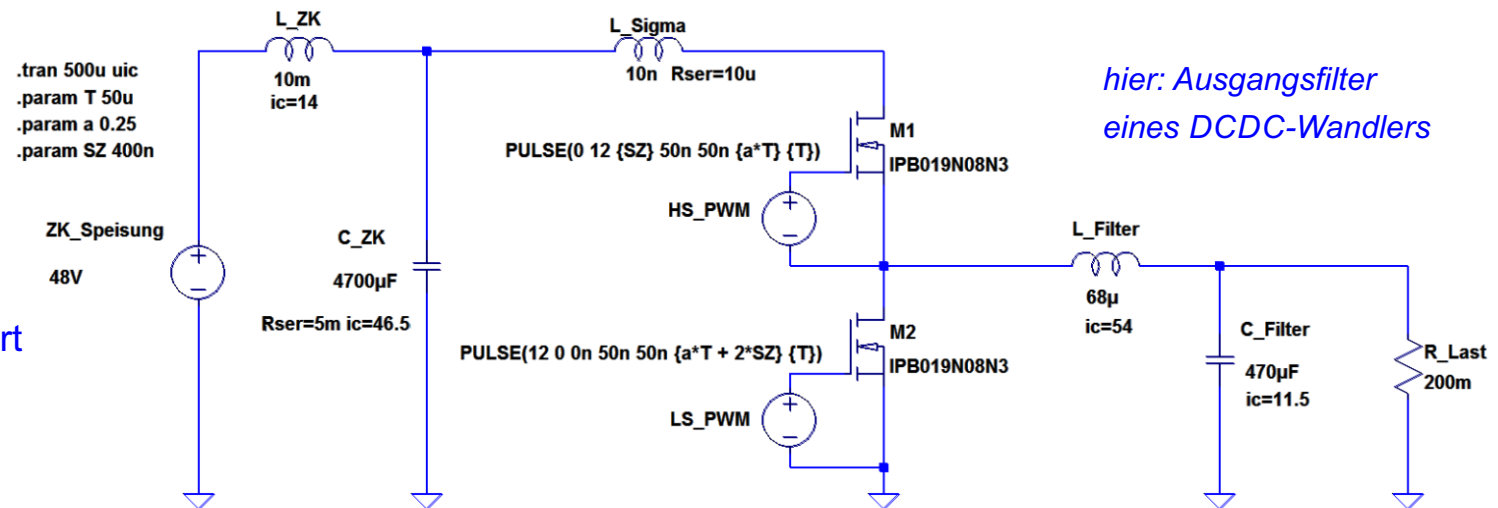 .tran 500u uic
.param T 50u
.param a 0.25
.param SZ 400n
L_ZK
10m
ic=14
L_Sigma
10n Rser=10u
hier: Ausgangsfilter
eines DCDC-Wandlers
M1
IPB019N08N3
PULSE(0 12 {SZ} 50n 50n {a*T} {T})
HS_PWM
ZK_Speisung
48V
C_ZK
4700µF
Rser=5m ic=46.5
L_Filter
68µ
ic=54
rt
M2
IPB019N08N3
PULSE(12 0 0n 50n 50n {a*T + 2*SZ} {T})
LS_PWM
C_Filter
470µF
ic=11.5
R_Last
200m